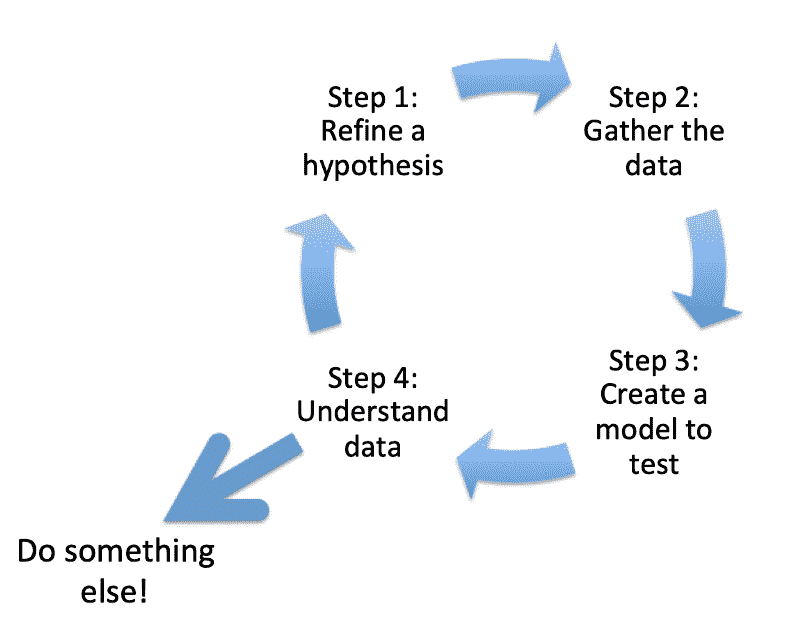 Step 1:
Refine a
hypothesis
Step 2:
Gather the
data
Step 3:
Create a
model to
test
Step 4:
Understand
data
Do something
else!